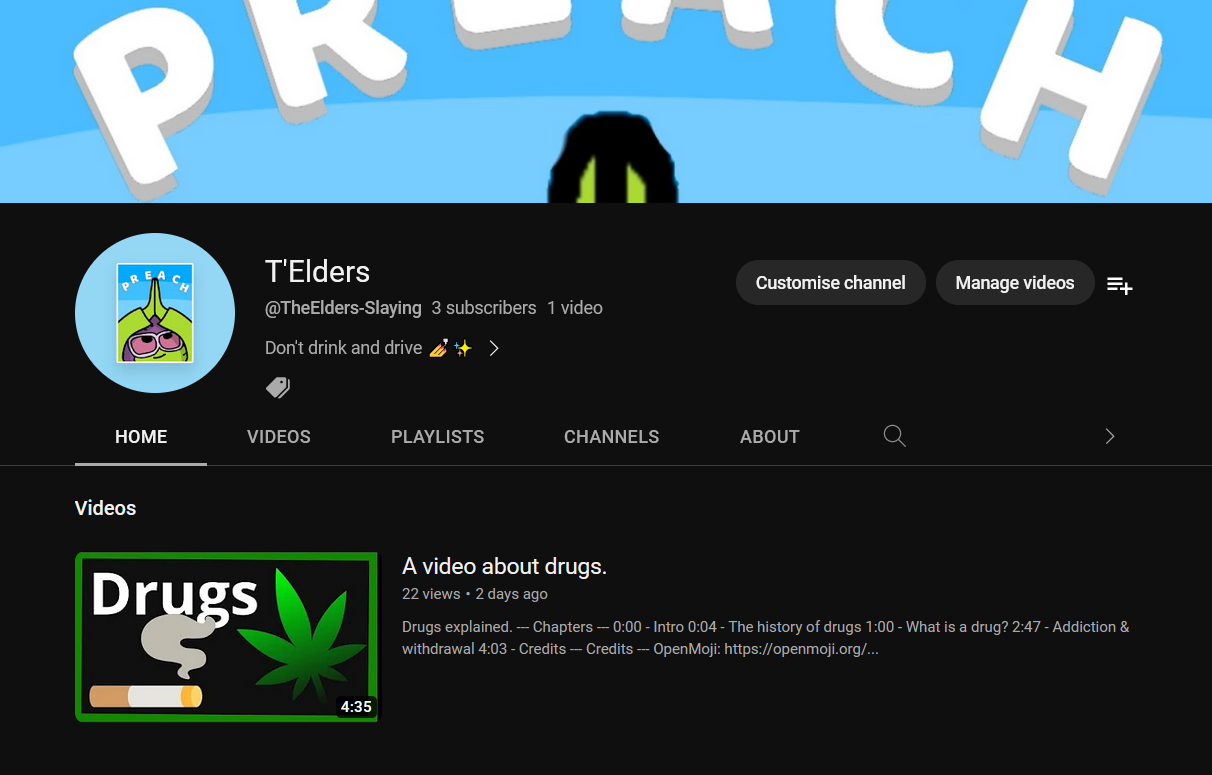 PREACH
PREACH
T'Elders
@TheElders-Slaying 3 subscribers 1 video
Customise channel
Manage videos
Don't drink and drive 💅✨
HOME VIDEOS PLAYLISTS CHANNELS ABOUT
Videos
Drugs
4:35
A video about drugs.
22 views • 2 days ago
Drugs explained. --- Chapters --- 0:00 - Intro 0:04 - The history of drugs 1:00 - What is a drug? 2:47 - Addiction &
withdrawal 4:03 - Credits --- Credits --- OpenMoji: https://openmoji.org/...